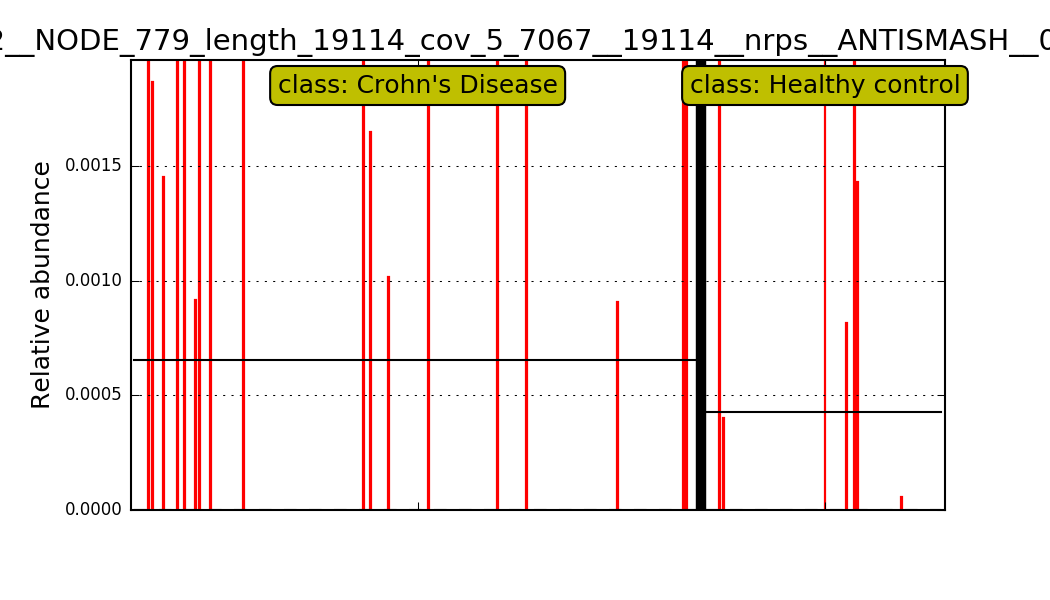 2__NODE_779_length_19114_cov_5_7067__19114__nrps__ANTISMASH__0
class: Crohn's Disease
class: Healthy control
Relative abundance
0.0015
0.0010
0.0005
0.0000